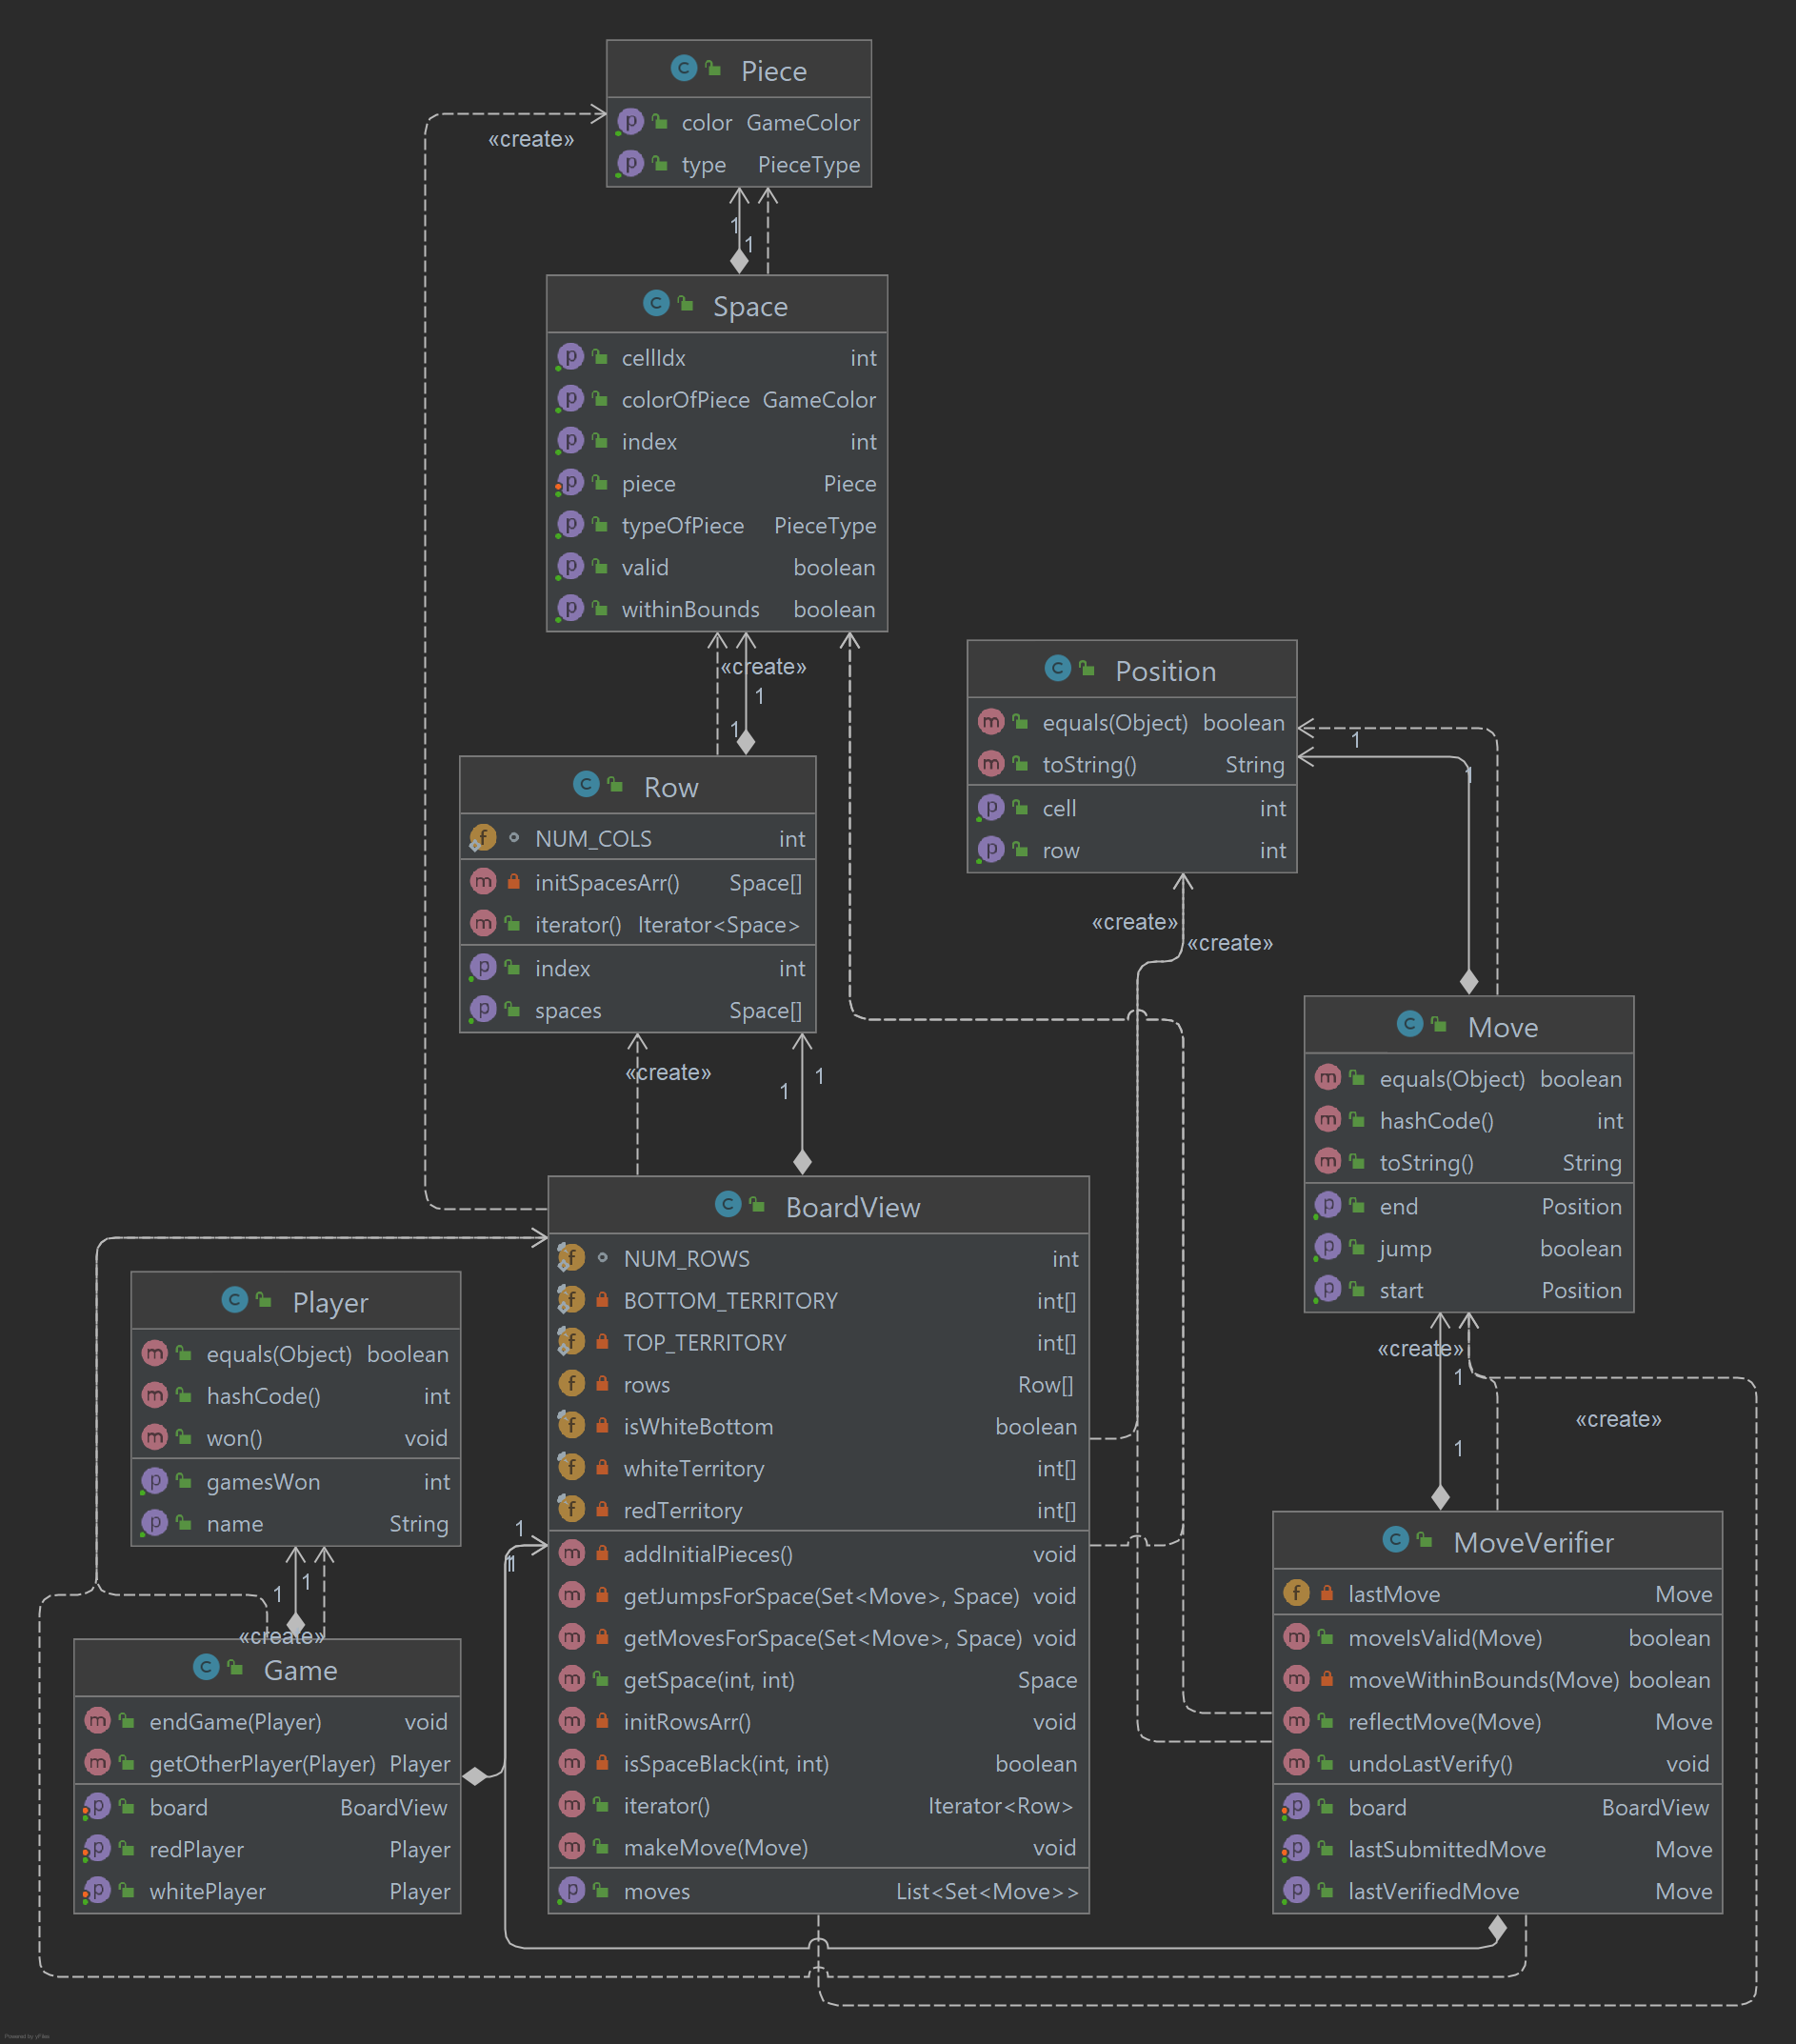 Piece
color GameColor
type PieceType
«create»
1
1
Space
cellIdx int
colorOfPiece GameColor
index int
piece Piece
typeOfPiece PieceType
valid boolean
withinBounds boolean
«create»
1
1
Position
equals(Object) boolean
toString() String
cell int
row int
1
1
«create»
«create»
Row
NUM_COLS int
initSpacesArr() Space[]
iterator() Iterator<Space>
index int
spaces Space[]
«create»
1
1
Move
equals(Object) boolean
hashCode() int
toString() String
end Position
jump boolean
start Position
«create»
1
«create»
1
BoardView
NUM_ROWS int
BOTTOM_TERRITORY int[]
TOP_TERRITORY int[]
rows Row[]
isWhiteBottom boolean
whiteTerritory int[]
redTerritory int[]
addInitialPieces() void
getJumpsForSpace(Set<Move>, Space) void
getMovesForSpace(Set<Move>, Space) void
getSpace(int, int) Space
initRowsArr() void
isSpaceBlack(int, int) boolean
iterator() Iterator<Row>
makeMove(Move) void
moves List<Set<Move>>
Player
equals(Object) boolean
hashCode() int
won() void
gamesWon int
name String
1
1
1
1
«create»
Game
endGame(Player) void
getOtherPlayer(Player) Player
board BoardView
redPlayer Player
whitePlayer Player
MoveVerifier
lastMove Move
moveIsValid(Move) boolean
moveWithinBounds(Move) boolean
reflectMove(Move) Move
undoLastVerify() void
board BoardView
lastSubmittedMove Move
lastVerifiedMove Move
Powered by yFiles